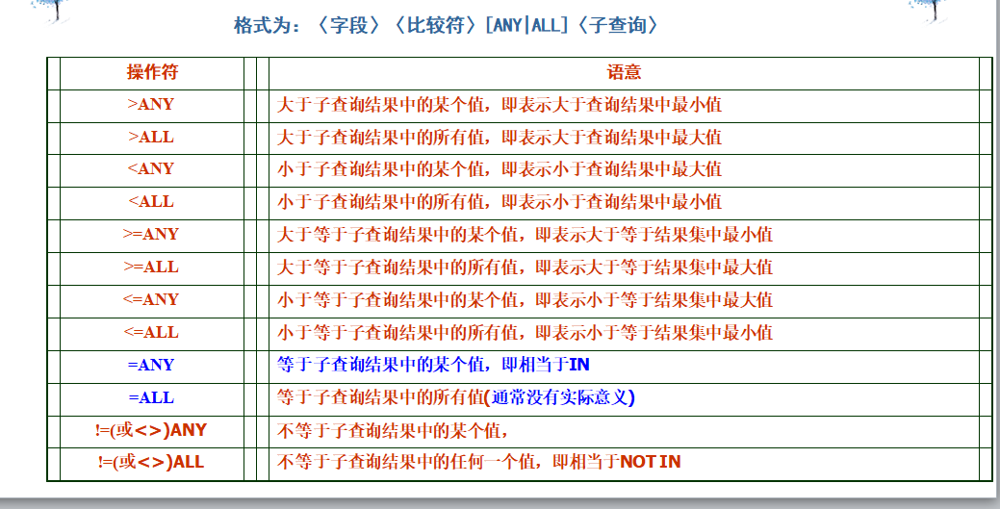 格式为：〈字段〉〈比较符〉[ANY|ALL]〈子查询〉
操作符 语意
>ANY 大于子查询结果中的某个值，即表示大于查询结果中最小值
>ALL 大于子查询结果中的所有值，即表示大于查询结果中最大值
<ANY 小于子查询结果中的某个值，即表示小于查询结果中最大值
<ALL 小于子查询结果中的所有值，即表示小于查询结果中最小值
>=ANY 大于等于子查询结果中的某个值，即表示大于等于结果集中最小值
>=ALL 大于等于子查询结果中的所有值，即表示大于等于结果集中最大值
<=ANY 小于等于子查询结果中的某个值，即表示小于等于结果集中最大值
<=ALL 小于等于子查询结果中的所有值，即表示小于等于结果集中最小值
=ANY 等于子查询结果中的某个值，即相当于IN
=ALL 等于子查询结果中的所有值(通常没有实际意义)
!=(或<>)ANY 不等于子查询结果中的某个值，
!=(或<>)ALL 不等于子查询结果中的任何一个值，即相当于NOT IN